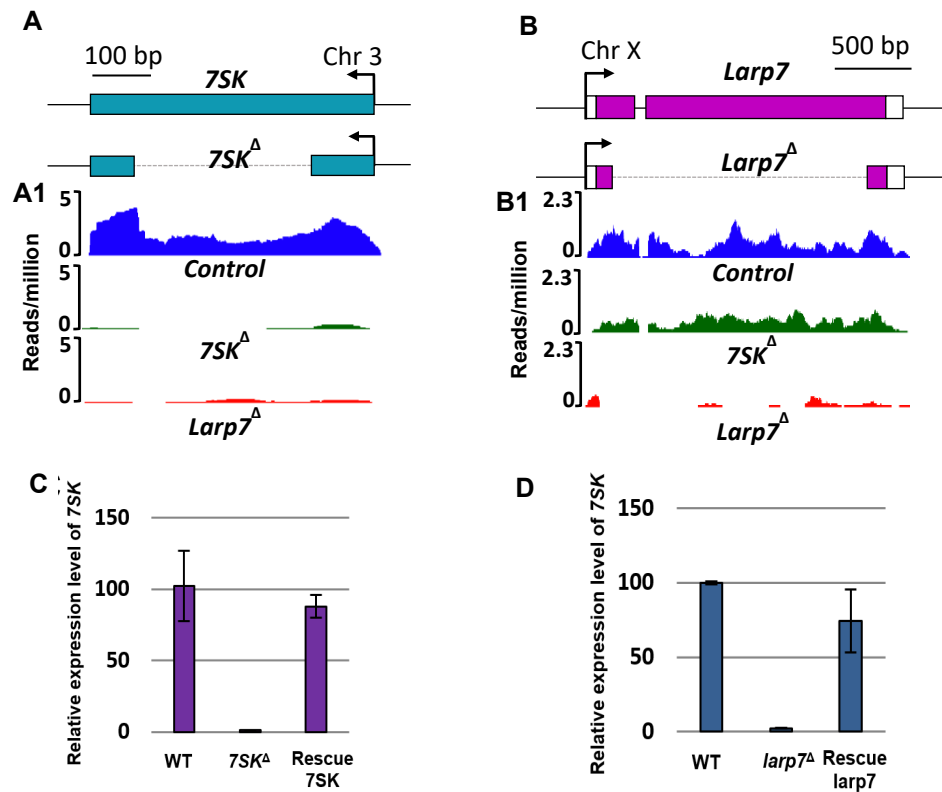 A
100 bp
Chr 3
7SK
7SKΔ
A1
Reads/million
5
0
Control
5
0
7SKΔ
5
0
Larp7Δ
B
Chr X
500 bp
Larp7
Larp7Δ
B1
Reads/million
2.3
0
Control
2.3
0
7SKΔ
2.3
0
Larp7Δ
C
Relative expression level of 7SK
150
100
50
0
WT
7SKΔ
Rescue
7SK
D
Relative expression level of 7SK
150
100
50
0
WT
larp7Δ
Rescue
larp7